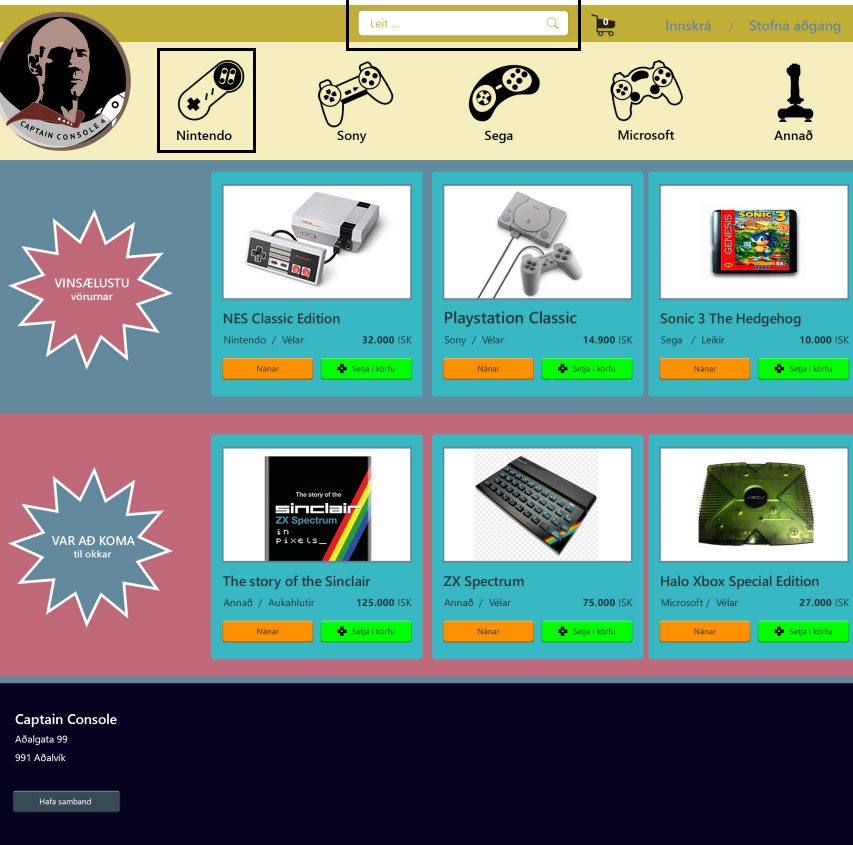 Leit ...
0
Innskrá / Stofna aðgang
CAPTAIN CONSOLE
Nintendo
Sony
Sega
Microsoft
Annað
VINSÆLUSTU
vörurnar
SONIC 3
GENESIS
SEGA
NES Classic Edition
Nintendo / Vélar 32.000 ISK
Nánar
Setja í körfu
Playstation Classic
Sony / Vélar 14.900 ISK
Nánar
Setja í körfu
Sonic 3 The Hedgehog
Sega / Leikir 10.000 ISK
Nánar
Setja í körfu
VAR AÐ KOMA
til okkar
The story of the
sinclair
ZX Spectrum
in
pixels_
The story of the Sinclair
Annað / Aukahlutir 125.000 ISK
Nánar
Setja í körfu
ZX Spectrum
Annað / Vélar 75.000 ISK
Nánar
Setja í körfu
XBOX
Halo Xbox Special Edition
Microsoft / Vélar 27.000 ISK
Nánar
Setja í körfu
Captain Console
Aðalgata 99
991 Aðalvík
Hafa samband